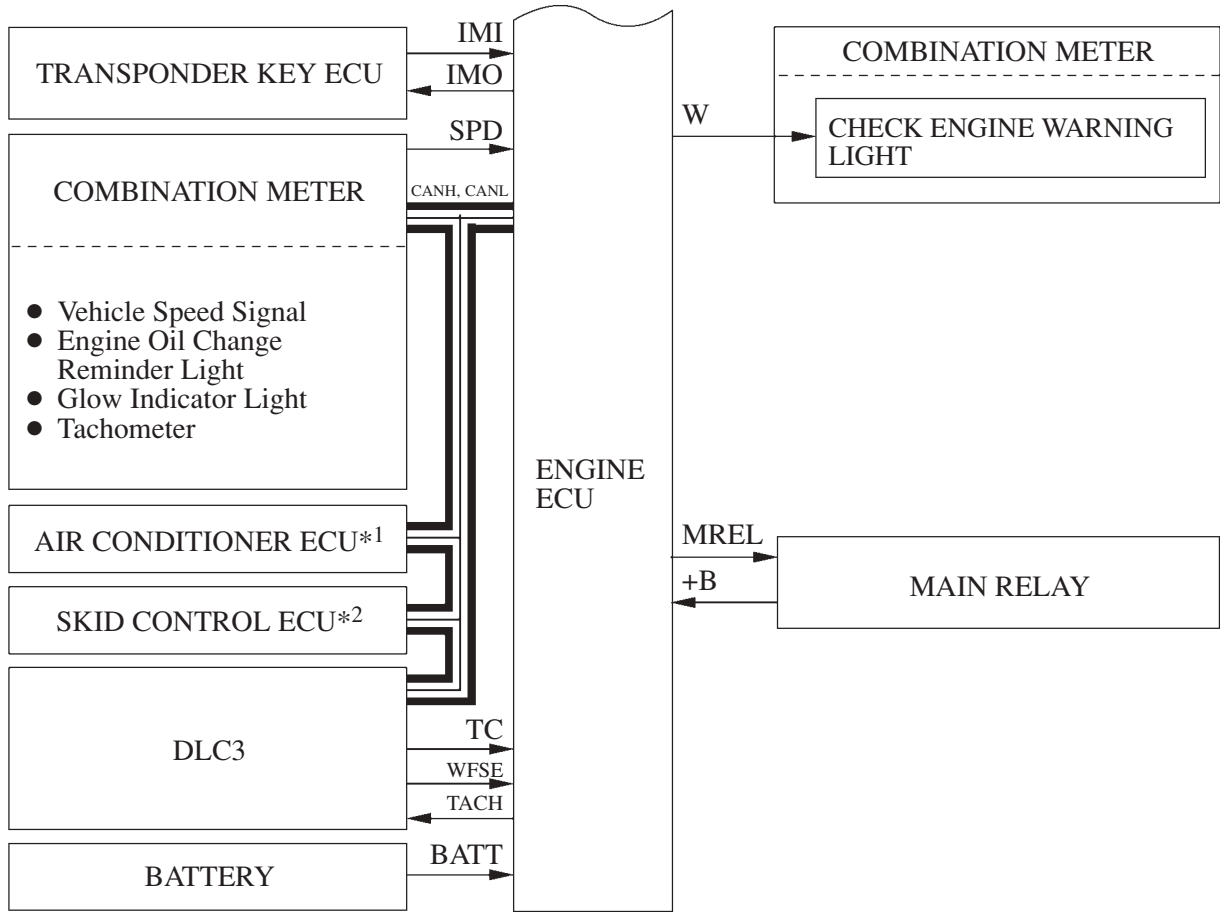 TRANSPONDER KEY ECU
IMI
IMO
COMBINATION METER
SPD
CANH, CANL
● Vehicle Speed Signal
● Engine Oil Change
Reminder Light
● Glow Indicator Light
● Tachometer
AIR CONDITIONER ECU*1
SKID CONTROL ECU*2
DLC3
TC
WFSE
TACH
BATTERY
BATT
ENGINE
ECU
W
COMBINATION METER
CHECK ENGINE WARNING
LIGHT
MREL
+B
MAIN RELAY